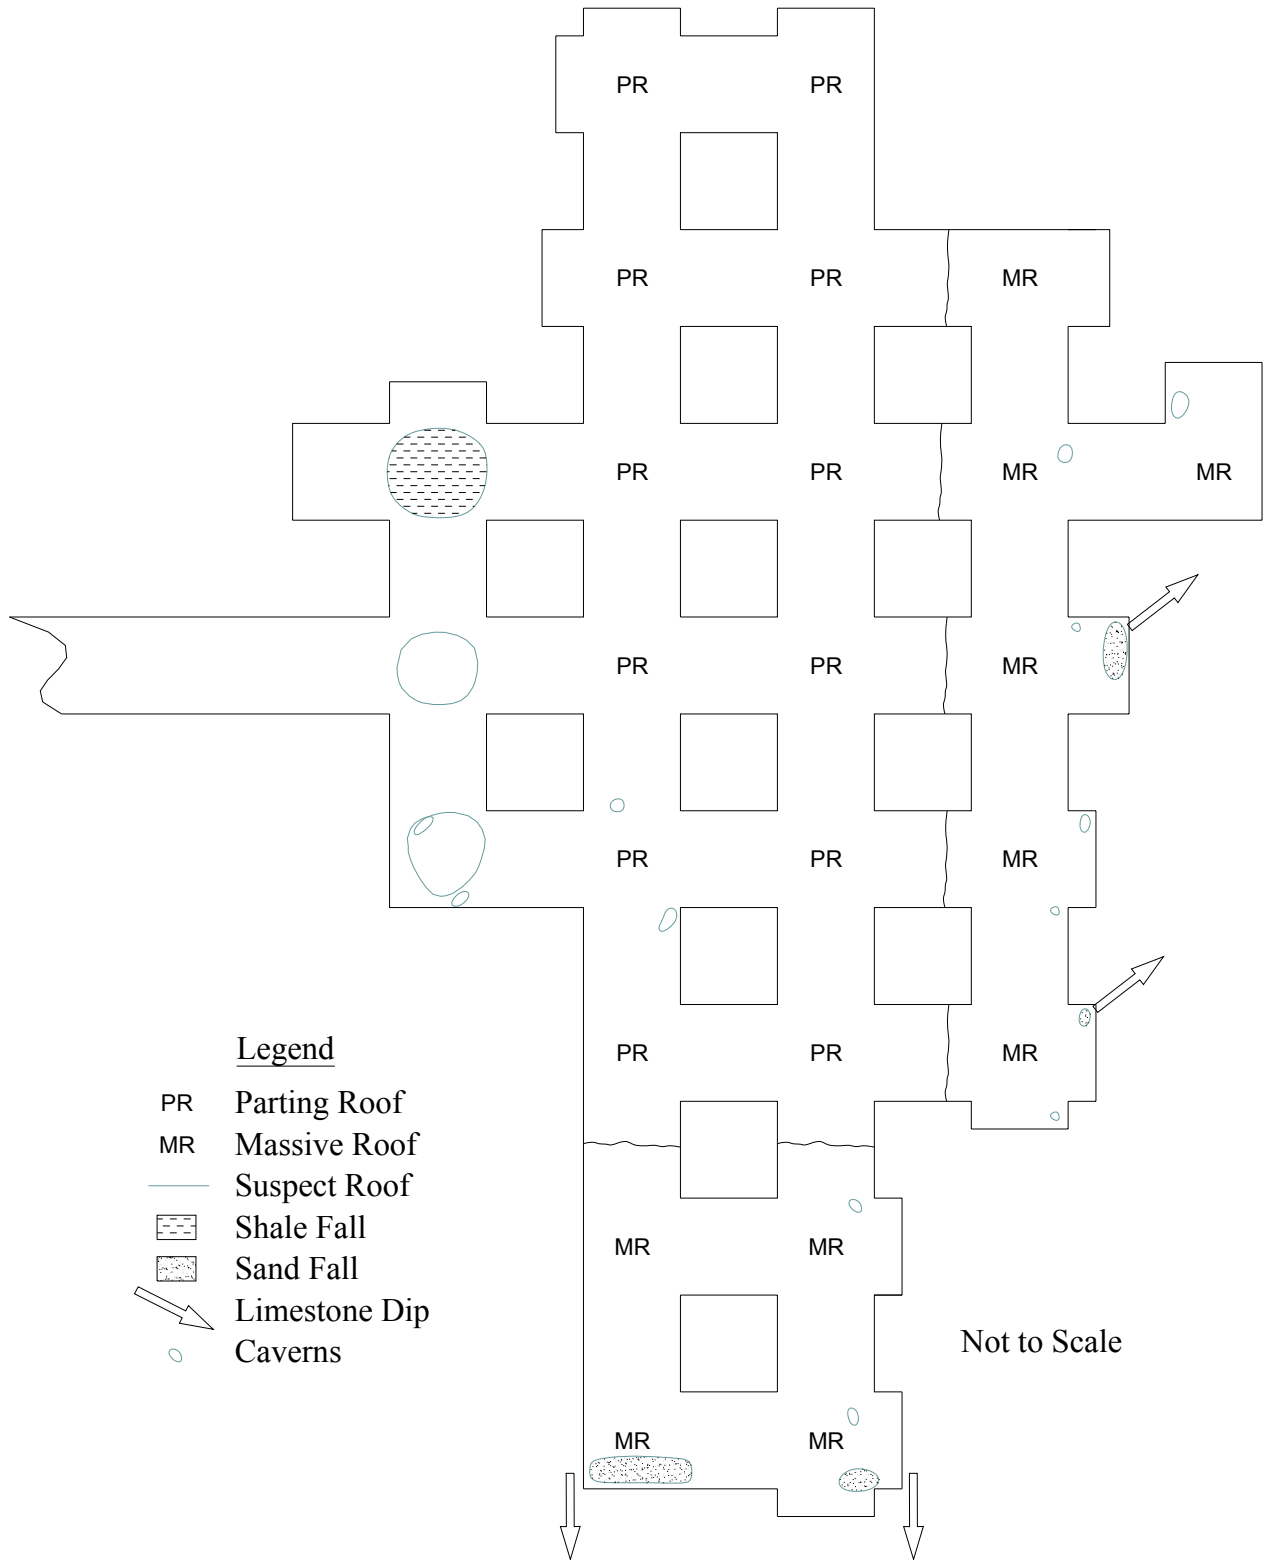 PR PR
PR PR MR
PR PR MR MR
PR PR MR
PR PR MR
PR PR MR
MR MR
MR MR
Legend
PR Parting Roof
MR Massive Roof
Suspect Roof
Shale Fall
Sand Fall
Limestone Dip
Caverns
Not to Scale